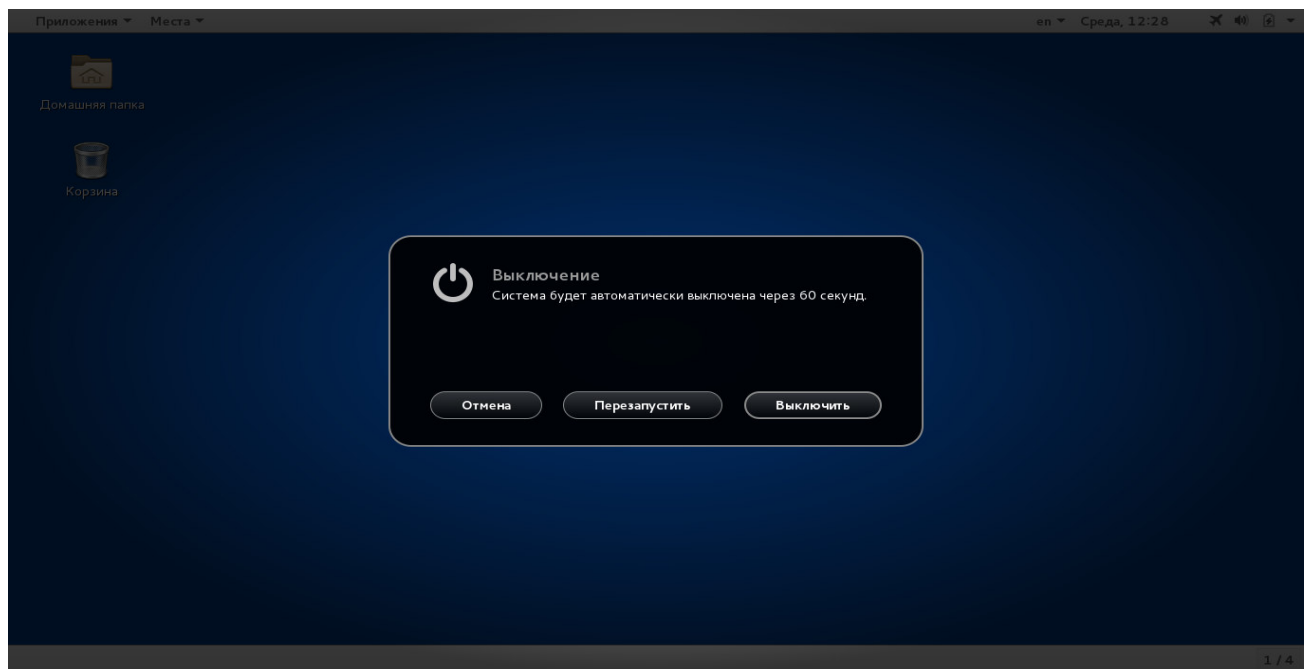 Приложения Места en Среда, 12:28
Домашняя папка
Корзина
Выключение
Система будет автоматически выключена через 60 секунд.
Отмена Перезапустить Выключить
1 / 4